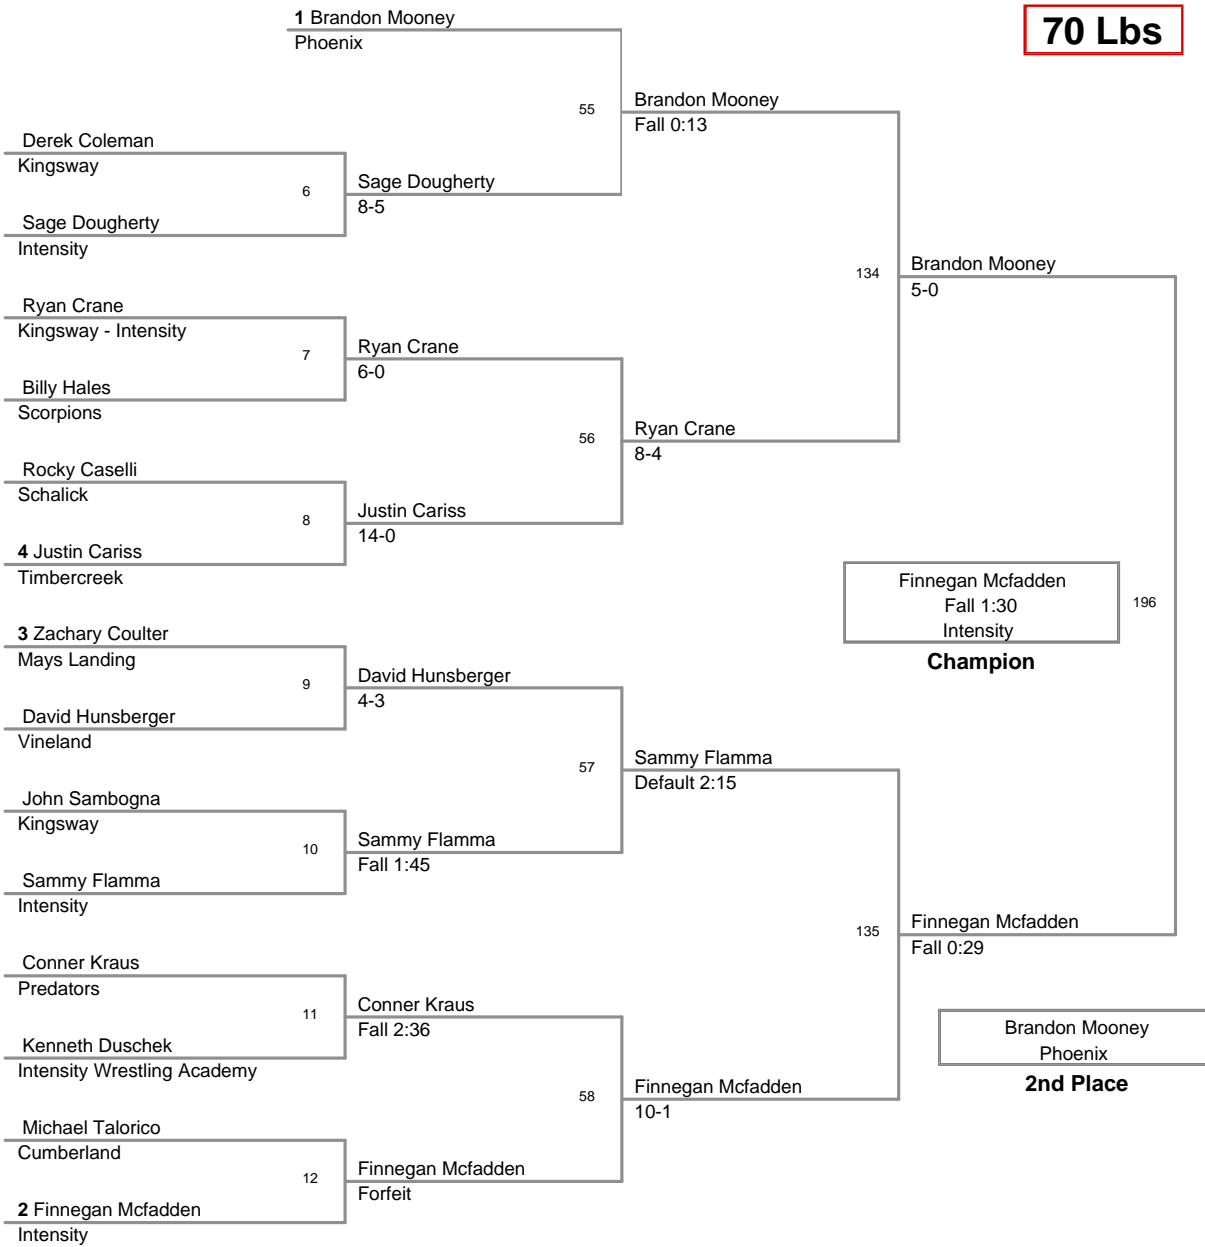 1 Brandon Mooney
Phoenix
70 Lbs
55
Brandon Mooney
Fall 0:13
Derek Coleman
Kingsway
6
Sage Dougherty
8-5
Sage Dougherty
Intensity
134
Brandon Mooney
5-0
Ryan Crane
Kingsway - Intensity
7
Ryan Crane
6-0
Billy Hales
Scorpions
56
Ryan Crane
8-4
Rocky Caselli
Schalick
8
Justin Cariss
14-0
4 Justin Cariss
Timbercreek
Finnegan Mcfadden
Fall 1:30
Intensity
196
Champion
3 Zachary Coulter
Mays Landing
9
David Hunsberger
4-3
David Hunsberger
Vineland
57
Sammy Flamma
Default 2:15
John Sambogna
Kingsway
10
Sammy Flamma
Fall 1:45
Sammy Flamma
Intensity
135
Finnegan Mcfadden
Fall 0:29
Conner Kraus
Predators
11
Conner Kraus
Fall 2:36
Kenneth Duschek
Intensity Wrestling Academy
Brandon Mooney
Phoenix
2nd Place
58
Finnegan Mcfadden
10-1
Michael Talorico
Cumberland
12
Finnegan Mcfadden
Forfeit
2 Finnegan Mcfadden
Intensity